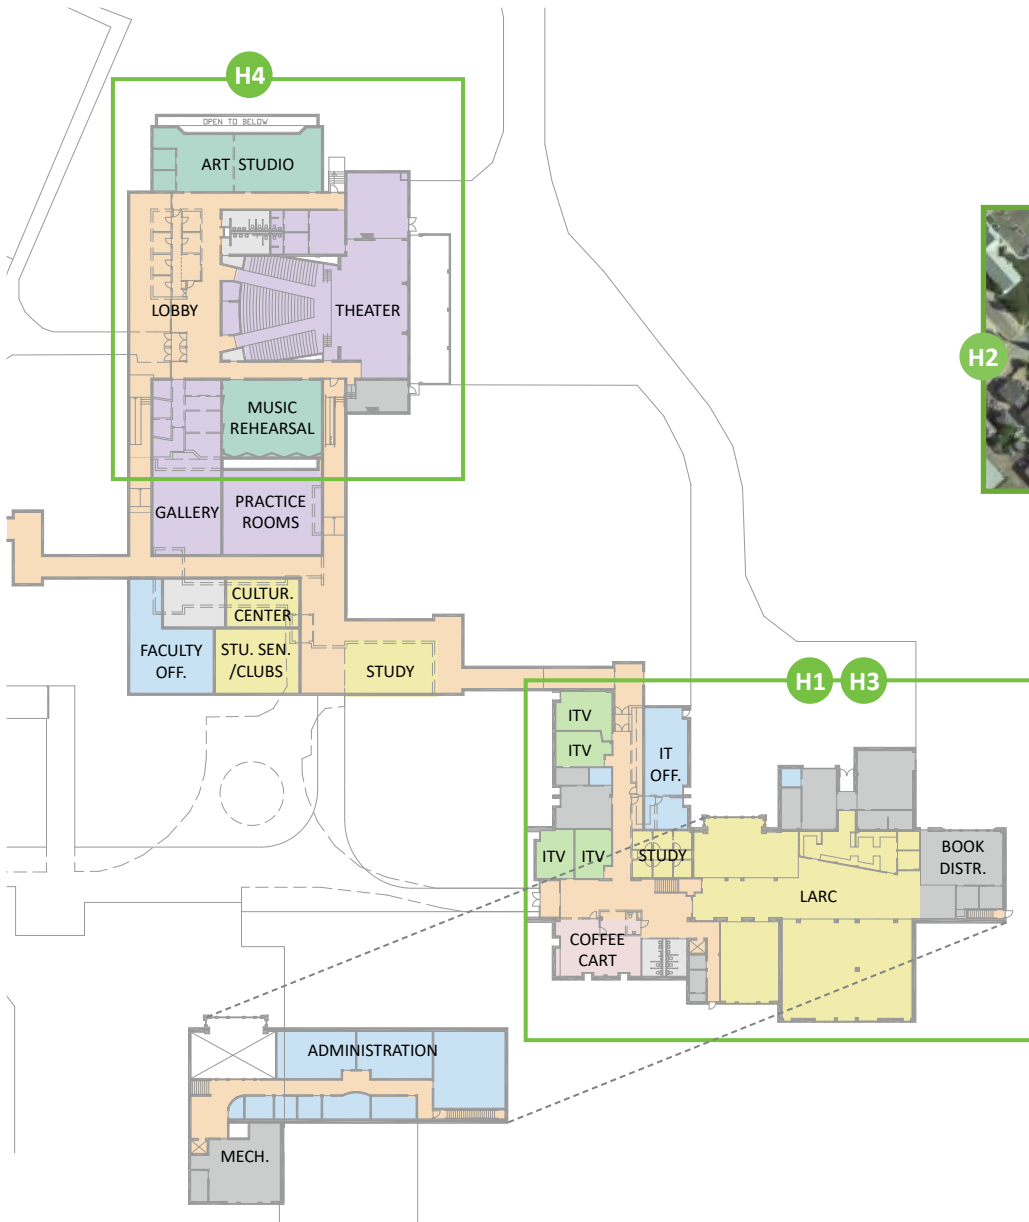 H4
OPEN TO BELOW
ART STUDIO
LOBBY
THEATER
H2
MUSIC
REHEARSAL
GALLERY
PRACTICE
ROOMS
CULTUR.
CENTER
FACULTY
OFF.
STU. SEN.
/CLUBS
STUDY
H1
H3
ITV
ITV
IT
OFF.
ITV
ITV
STUDY
BOOK
DISTR.
LARC
COFFEE
CART
ADMINISTRATION
MECH.